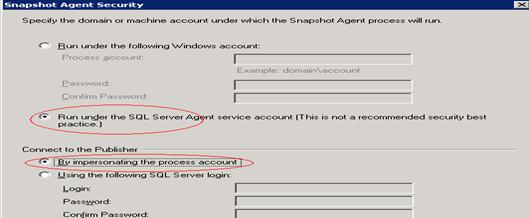 Snapshot Agent Security
Specify the domain or machine account under which the Snapshot Agent process will run.
Run under the following Windows account:
Process account:
Example: domain\account
Password:
Confirm Password:
Run under the SQL Server Agent service account (This is not a recommended security best
practice.)
Connect to the Publisher
By impersonating the process account
Using the following SQL Server login:
Login:
Password:
Confirm Password: